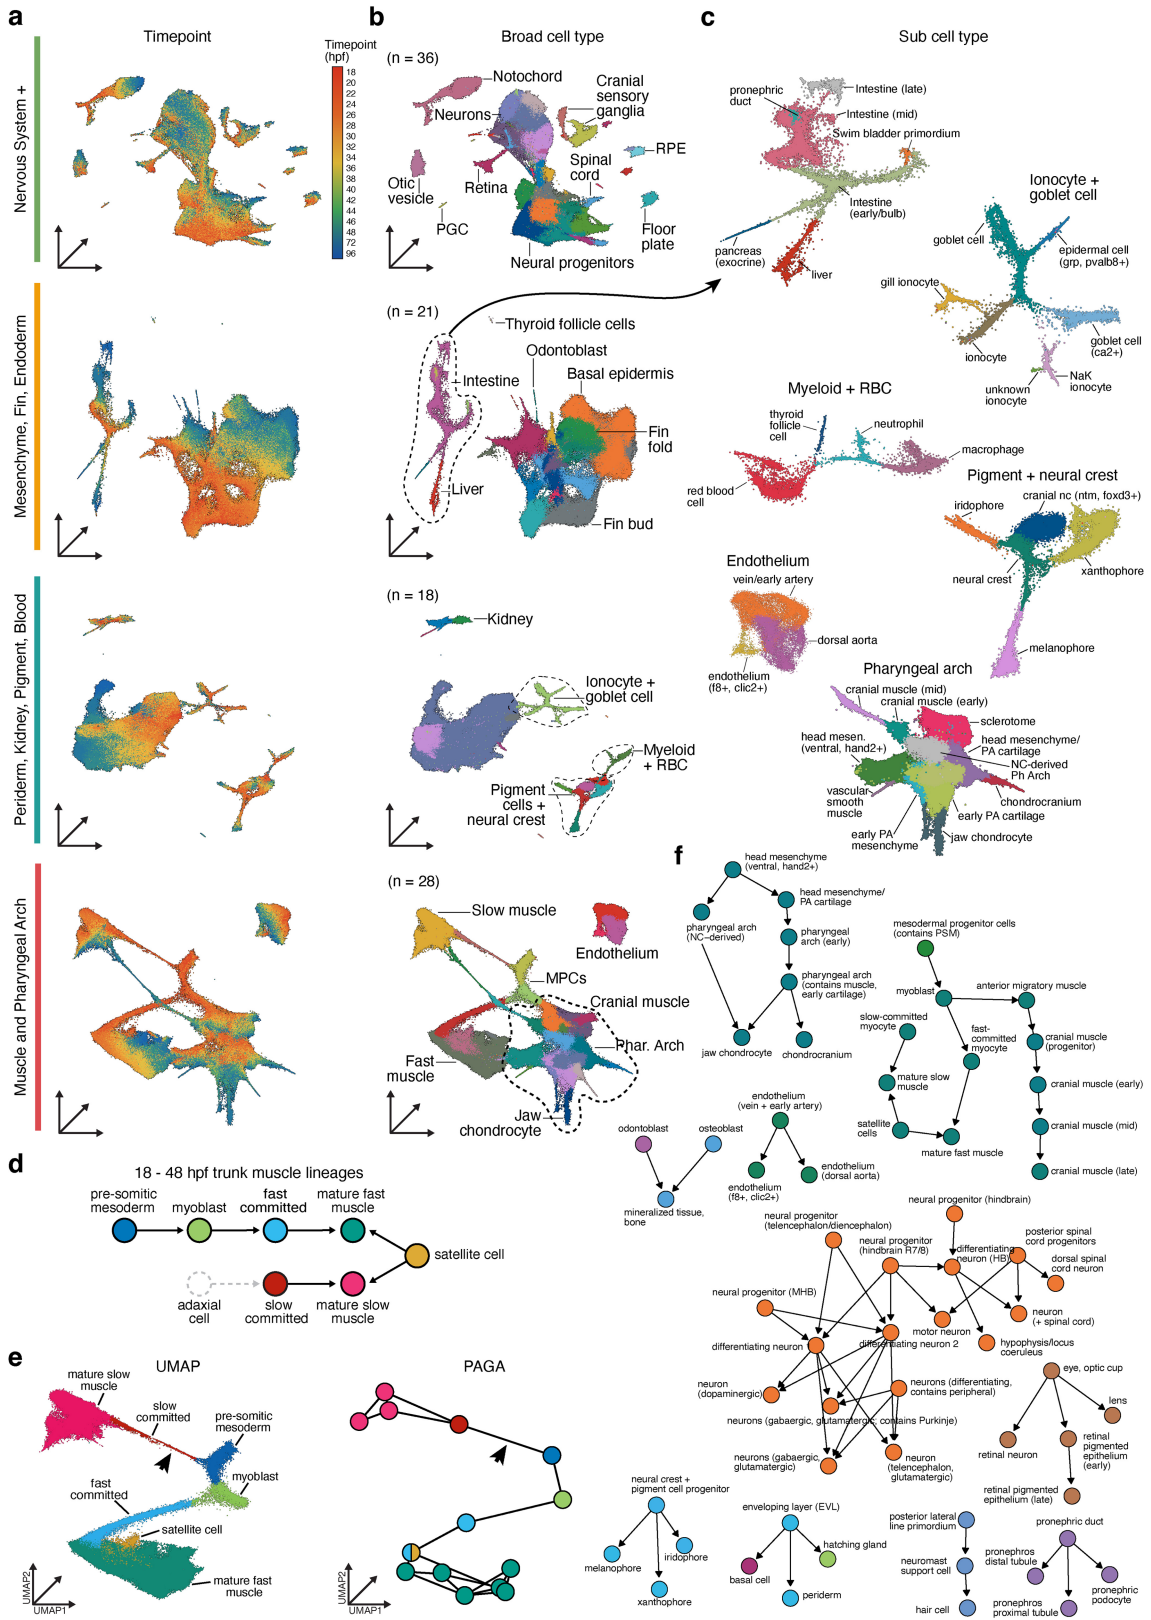 a
Timepoint
Nervous System +
Mesenchyme, Fin, Endoderm
Periderm, Kidney, Pigment, Blood
Muscle and Pharyngeal Arch
Timepoint
(hpf)
18
20
22
24
26
28
30
32
34
36
38
40
42
44
46
48
72
96
b
Broad cell type
(n = 36)
Notochord
Neurons
Cranial
sensory
ganglia
RPE
Spinal
cord
Retina
Otic
vesicle
PGC
Floor
plate
Neural progenitors
(n = 21)
Thyroid follicle cells
Odontoblast
Basal epidermis
Intestine
Fin
fold
Liver
Fin bud
(n = 18)
Kidney
Ionocyte +
goblet cell
Myeloid
+ RBC
Pigment
cells +
neural crest
(n = 28)
Slow muscle
Endothelium
MPCs
Cranial muscle
Phar. Arch
Fast
muscle
Jaw
chondrocyte
c
Sub cell type
pronephric
duct
Intestine (late)
Intestine (mid)
Swim bladder primordium
Intestine
(early/bulb)
pancreas
(exocrine)
liver
Ionocyte +
goblet cell
goblet cell
epidermal cell
(grp, pvalb8+)
gill ionocyte
ionocyte
goblet cell
(ca2+)
unknown
ionocyte
NaK
ionocyte
Myeloid + RBC
thyroid
follicle
cell
neutrophil
macrophage
red blood
cell
Pigment + neural crest
cranial nc (ntm, foxd3+)
iridophore
neural crest
xanthophore
melanophore
Endothelium
vein/early artery
dorsal aorta
endothelium
(f8+, clic2+)
Pharyngeal arch
cranial muscle (mid)
cranial muscle (early)
sclerotome
head mesen.
(ventral, hand2+)
head mesenchyme/
PA cartilage
NC-derived
Ph Arch
vascular
smooth
muscle
chondrocranium
early PA cartilage
early PA
mesenchyme
jaw chondrocyte
d
18 - 48 hpf trunk muscle lineages
pre-somitic
mesoderm
myoblast
fast
committed
mature fast
muscle
satellite cell
adaxial
cell
slow
committed
mature slow
muscle
e
UMAP
mature slow
muscle
slow
committed
pre-somitic
mesoderm
myoblast
fast
committed
satellite cell
mature fast
muscle
UMAP2
UMAP1
PAGA
UMAP2
UMAP1
f
head mesenchyme
(ventral, hand2+)
head mesenchyme/
PA cartilage
pharyngeal arch
(NC-derived)
pharyngeal
arch (early)
pharyngeal arch
(contains muscle,
early cartilage)
jaw chondrocyte
chondrocranium
mesodermal progenitor cells
(contains PSM)
myoblast
anterior migratory muscle
slow-committed
myocyte
fast-
committed
myocyte
cranial muscle
(progenitor)
mature slow
muscle
cranial muscle (early)
satellite
cells
mature fast muscle
cranial muscle (mid)
cranial muscle (late)
odontoblast
osteoblast
mineralized tissue,
bone
endothelium
(vein + early artery)
endothelium
(f8+, clic2+)
endothelium
(dorsal aorta)
neural progenitor
(telencephalon/diencephalon)
neural progenitor (hindbrain)
neural progenitor
(hindbrain R7/8)
differentiating
neuron (HB)
posterior spinal
cord progenitors
dorsal spinal
cord neuron
neural progenitor (MHB)
motor neuron
neuron
(+ spinal cord)
differentiating neuron
differentiating neuron 2
hypophysis/locus
coeruleus
neuron
(dopaminergic)
neurons (differentiating,
contains peripheral)
neurons (gabaergic, glutamatergic; contains Purkinje)
neurons (gabaergic,
glutamatergic)
neuron
(telencephalon,
glutamatergic)
eye, optic cup
lens
retinal neuron
retinal
pigmented
epithelium
(early)
retinal pigmented
epithelium (late)
neural crest +
pigment cell progenitor
melanophore
iridophore
xanthophore
enveloping layer (EVL)
hatching gland
basal cell
periderm
posterior lateral
line primordium
neuromast
support cell
hair cell
pronephric duct
pronephros
distal tubule
pronephric
podocyte
pronephros
proximal tubule